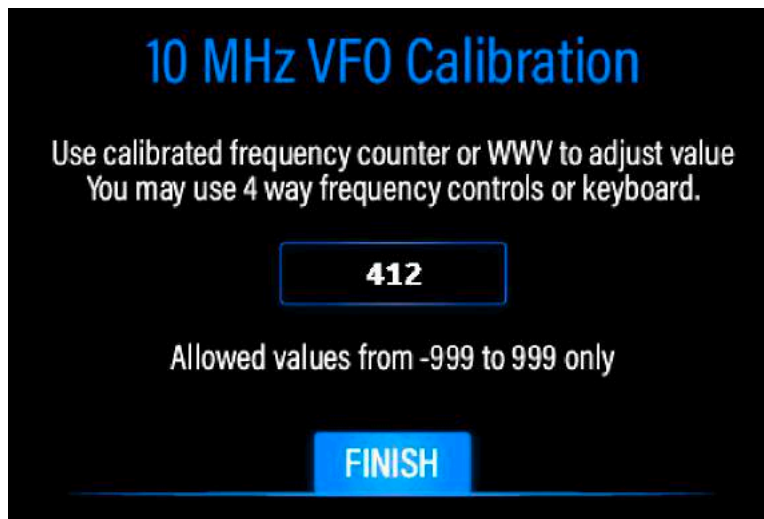 10 MHz VFO Calibration
Use calibrated frequency counter or WWV to adjust value
You may use 4 way frequency controls or keyboard.
412
Allowed values from -999 to 999 only
FINISH